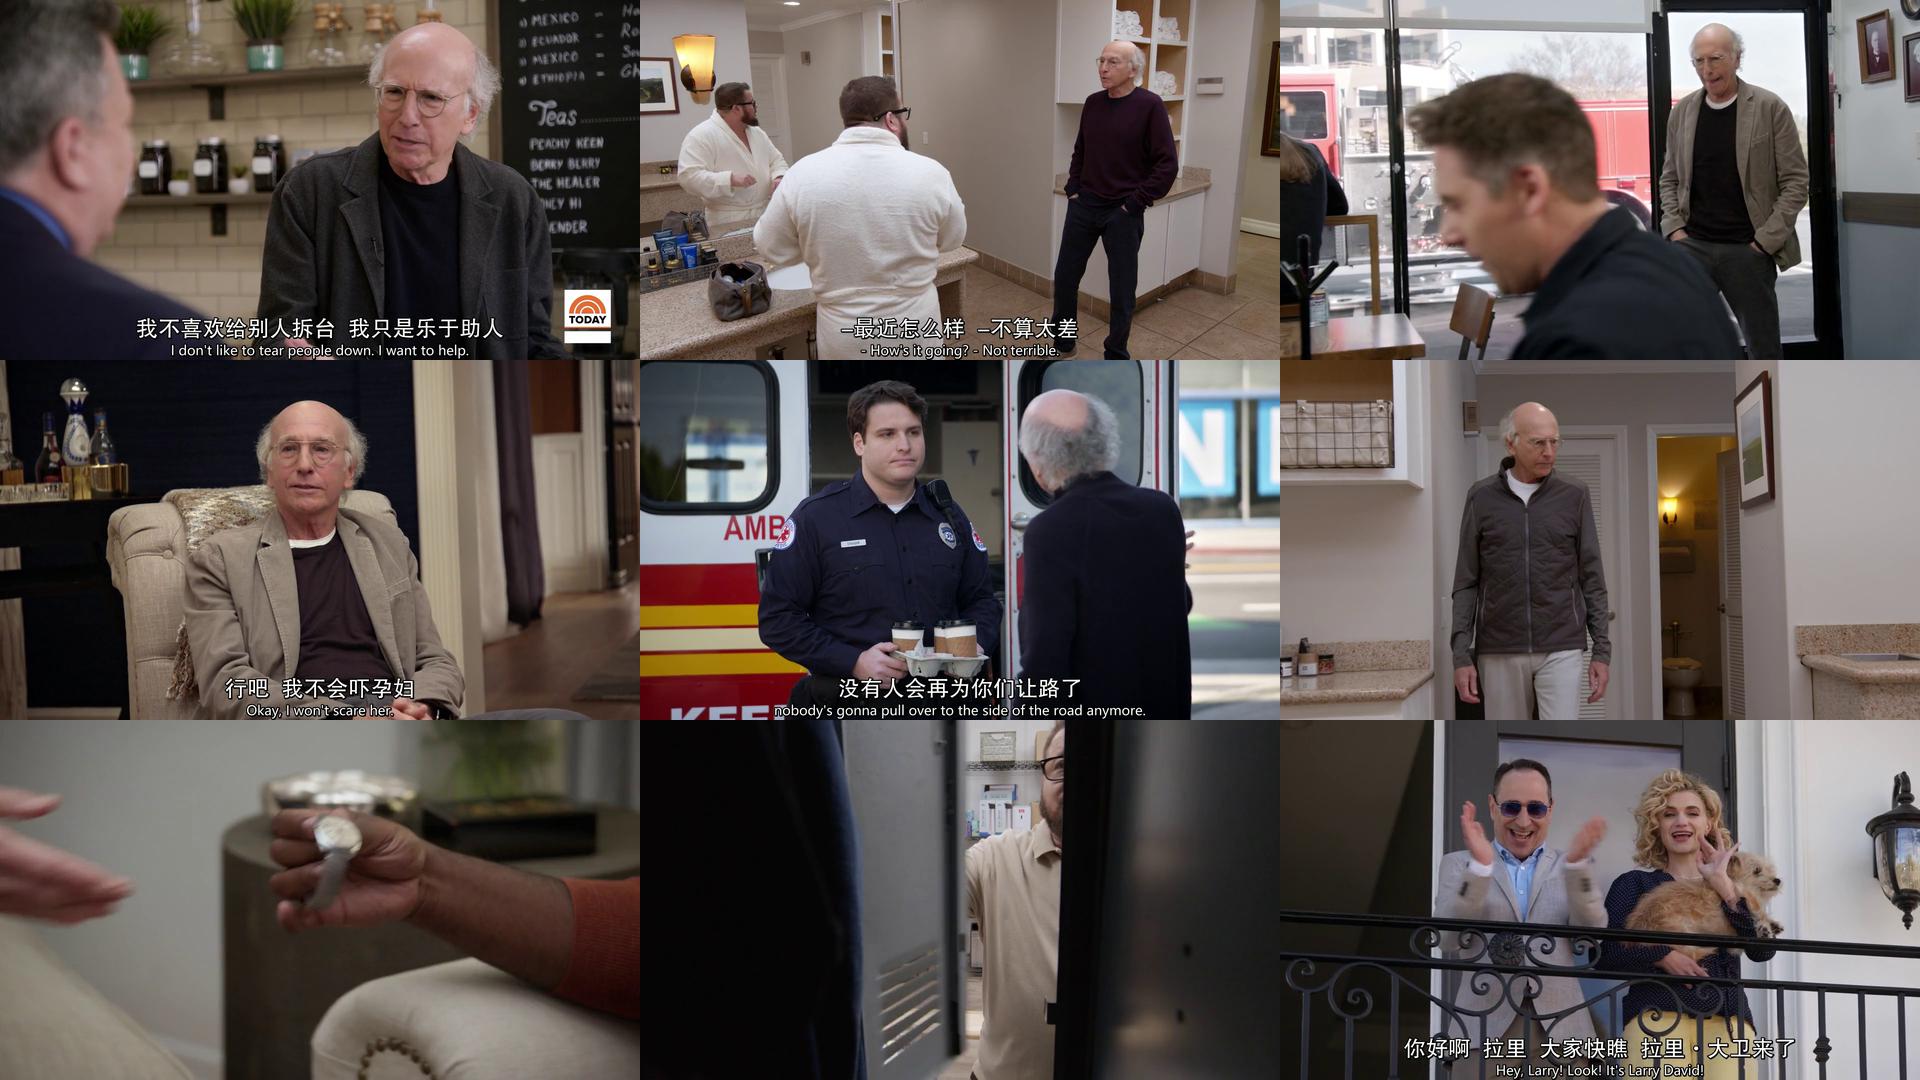 MEXICO =
ECUADOR =
MEXICO =
ETHIOPIA =
Teas
PEACHY KEEN
BERRY BLRRY
THE HEALER
TODAY
我不喜欢给别人拆台 我只是乐于助人
I don't like to tear people down. I want to help.
–最近怎么样 –不算太差
- How's it going? - Not terrible.
行吧 我不会吓孕妇
Okay, I won't scare her.
AMB
没有人会再为你们让路了
nobody's gonna pull over to the side of the road anymore.
你好啊 拉里 大家快瞧 拉里·大卫来了
Hey, Larry! Look! It's Larry David!